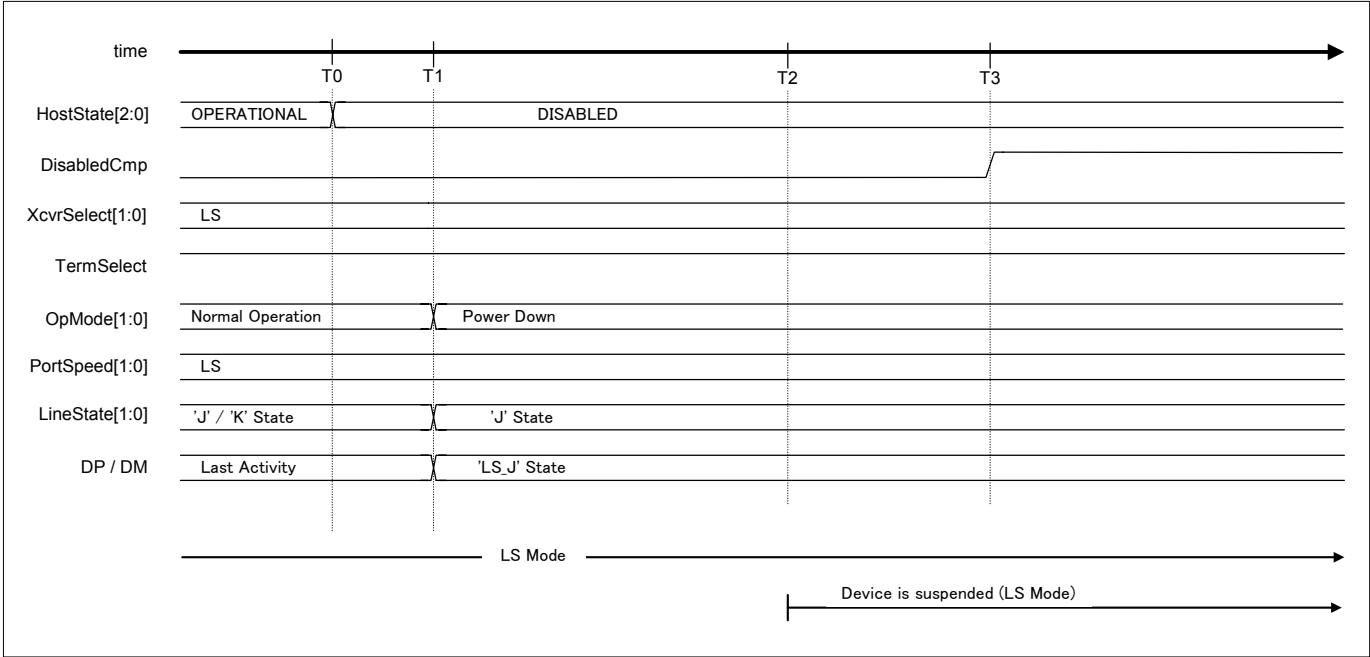 time
T0 T1 T2 T3
HostState[2:0] OPERATIONAL DISABLED
DisabledCmp
XcvrSelect[1:0] LS
TermSelect
OpMode[1:0] Normal Operation Power Down
PortSpeed[1:0] LS
LineState[1:0] 'J' / 'K' State 'J' State
DP / DM Last Activity 'LS_J' State
LS Mode
Device is suspended (LS Mode)